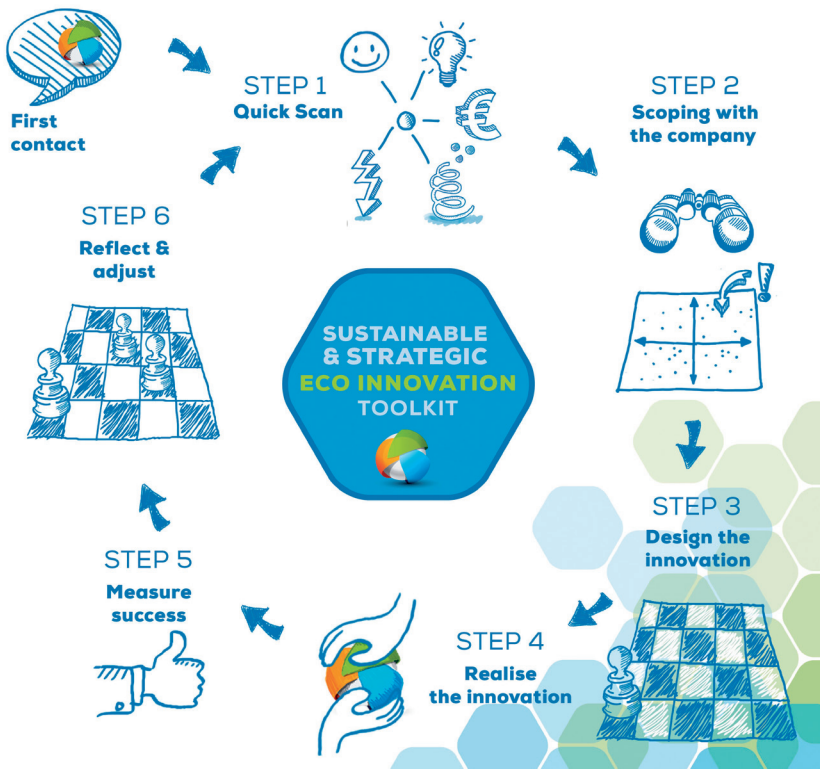 First
contact
STEP 1
Quick Scan
€
STEP 2
Scoping with
the company
!
STEP 3
Design the
innovation
STEP 4
Realise
the innovation
STEP 5
Measure
success
STEP 6
Reflect &
adjust
SUSTAINABLE
& STRATEGIC
ECO INNOVATION
TOOLKIT